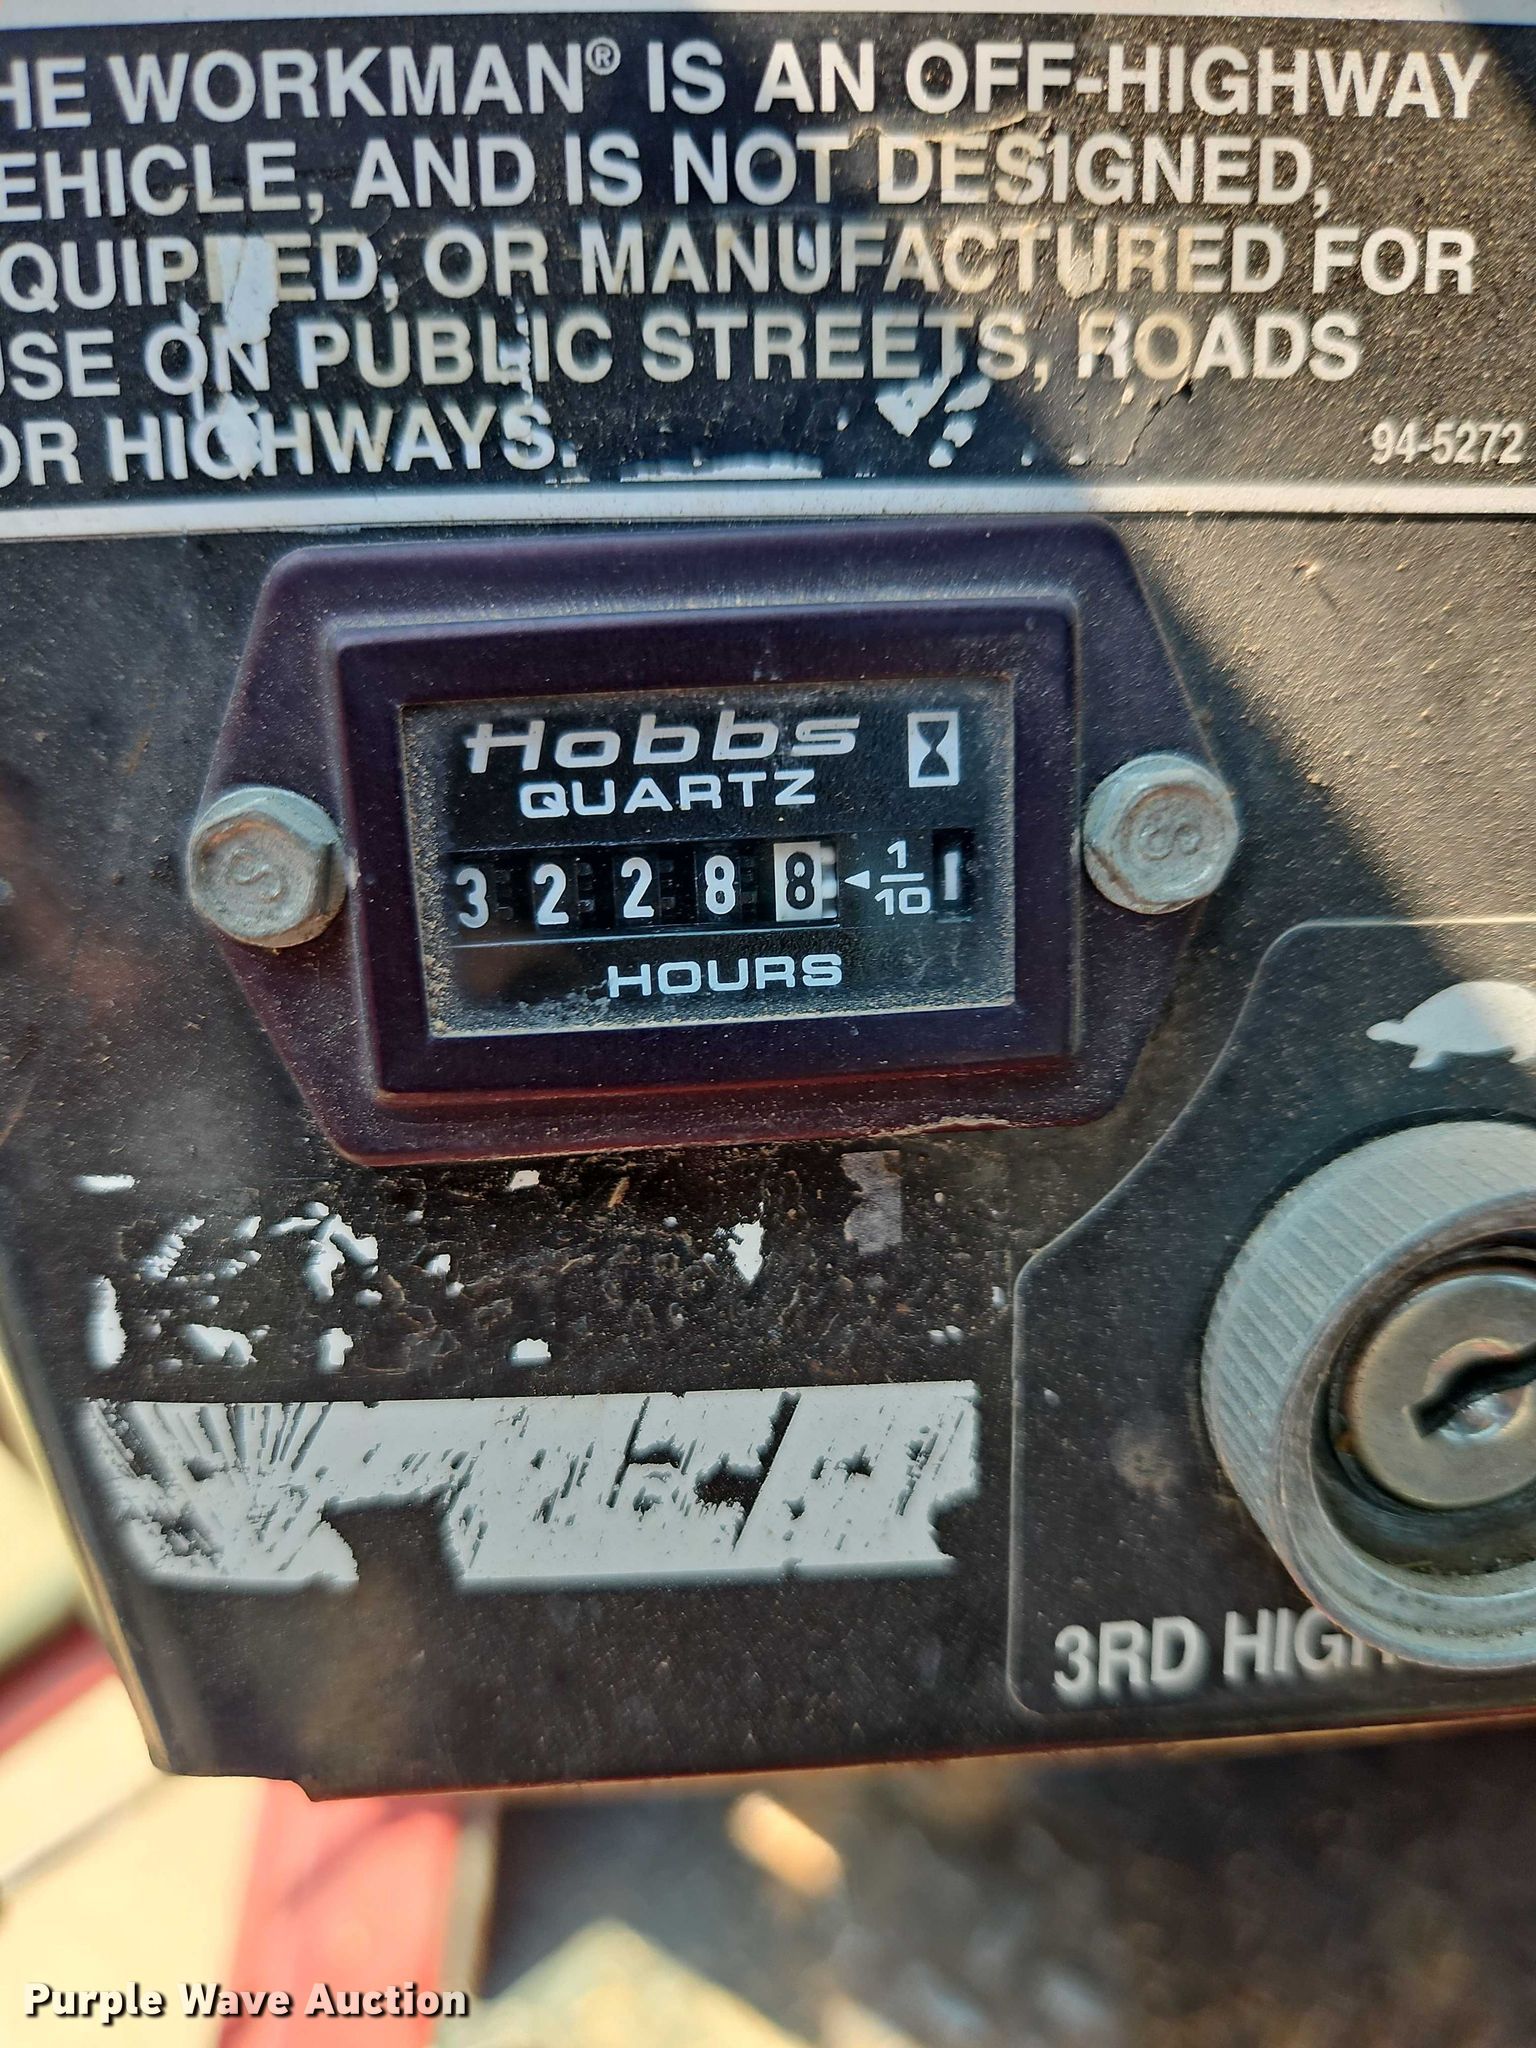 HE WORKMAN® IS AN OFF-HIGHWAY
EHICLE, AND IS NOT DESIGNED,
QUIPPED, OR MANUFACTURED FOR
USE ON PUBLIC STREETS, ROADS
OR HIGHWAYS.
94-5272
Hobbs
QUARTZ
3 2 2 8 8 ◄ 1/10 1
HOURS
S
3RD HIGH
Purple Wave Auction